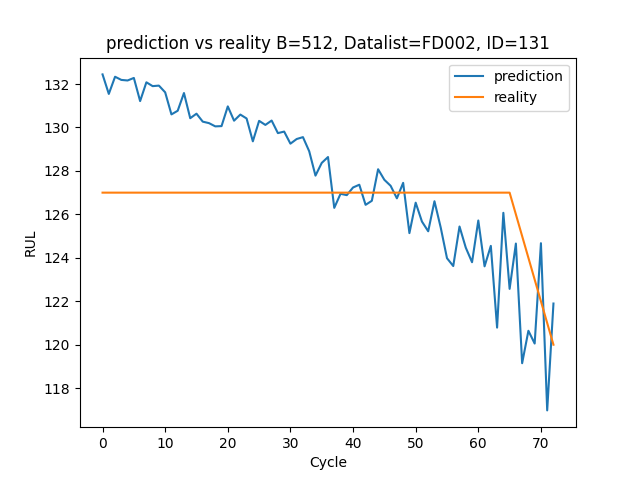 prediction vs reality B=512, Datalist=FD002, ID=131
prediction
reality
132
130
128
126
124
122
120
118
RUL
0 10 20 30 40 50 60 70
Cycle